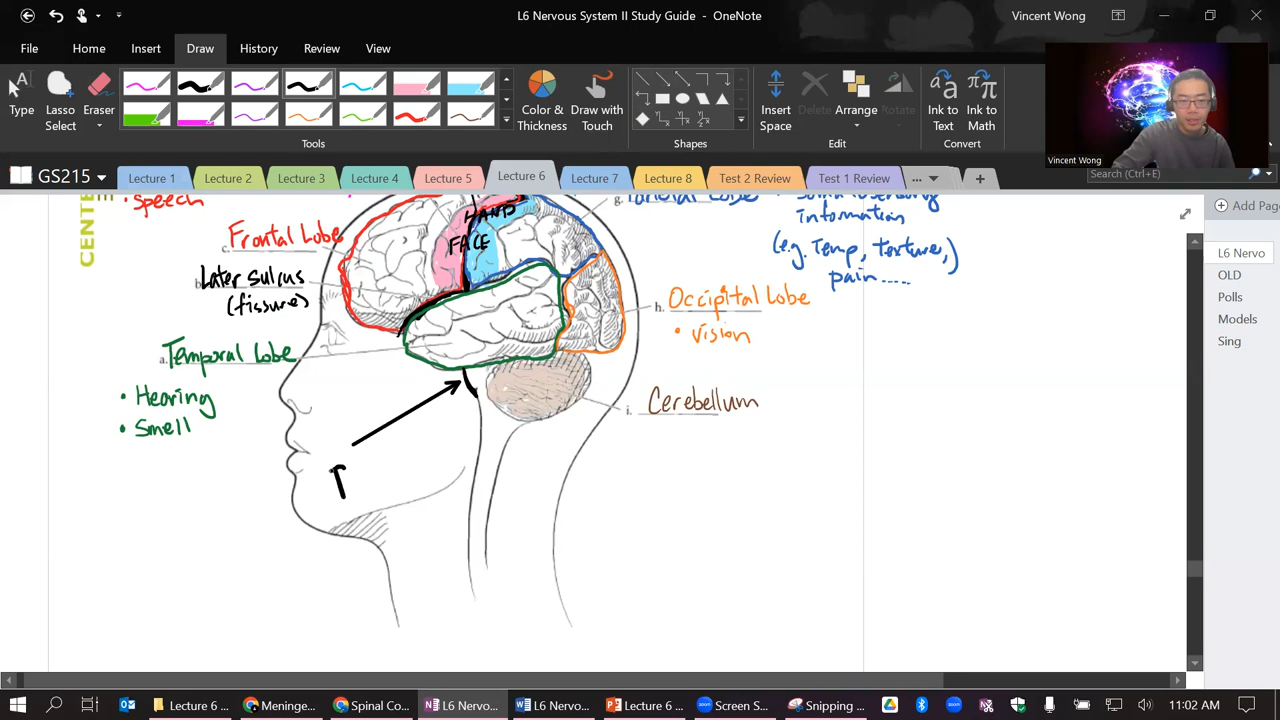 L6 Nervous System II Study Guide - OneNote
Vincent Wong
File Home Insert Draw History Review View
Type
Lasso Select
Eraser
Color & Thickness
Draw with Touch
Insert Space
Delete
Arrange
Rotate
Ink to Text
Ink to Math
Tools
Shapes
Edit
Convert
Vincent Wong
GS215
Lecture 1
Lecture 2
Lecture 3
Lecture 4
Lecture 5
Lecture 6
Lecture 7
Lecture 8
Test 2 Review
Test 1 Review
Search (Ctrl+E)
Add Pag
L6 Nervo
OLD
Polls
Models
Sing
CENTE
• Speech
c. Frontal Lobe
Later sulcus
(fissure)
a. Temporal Lobe
• Hearing
• Smell
HAND
FACE
g.
information
(e.g. Temp, texture,)
pain.....
h. Occipital Lobe
• vision
i. Cerebellum
Lecture 6 ...
Meninge...
Spinal Co...
L6 Nervo...
L6 Nervo...
Lecture 6 ...
Screen S...
Snipping ...
11:02 AM